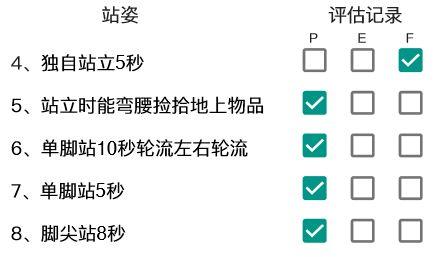 站姿 评估记录
P E F
4、独自站立5秒
5、站立时能弯腰捡拾地上物品
6、单脚站10秒轮流左右轮流
7、单脚站5秒
8、脚尖站8秒